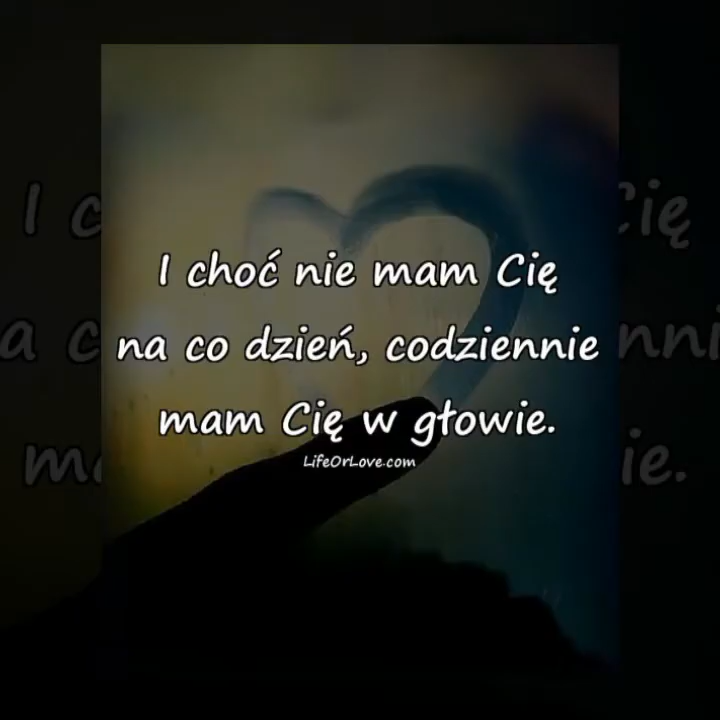 I choć nie mam Cię
na co dzień, codziennie
mam Cię w głowie.
LifeOrLove.com